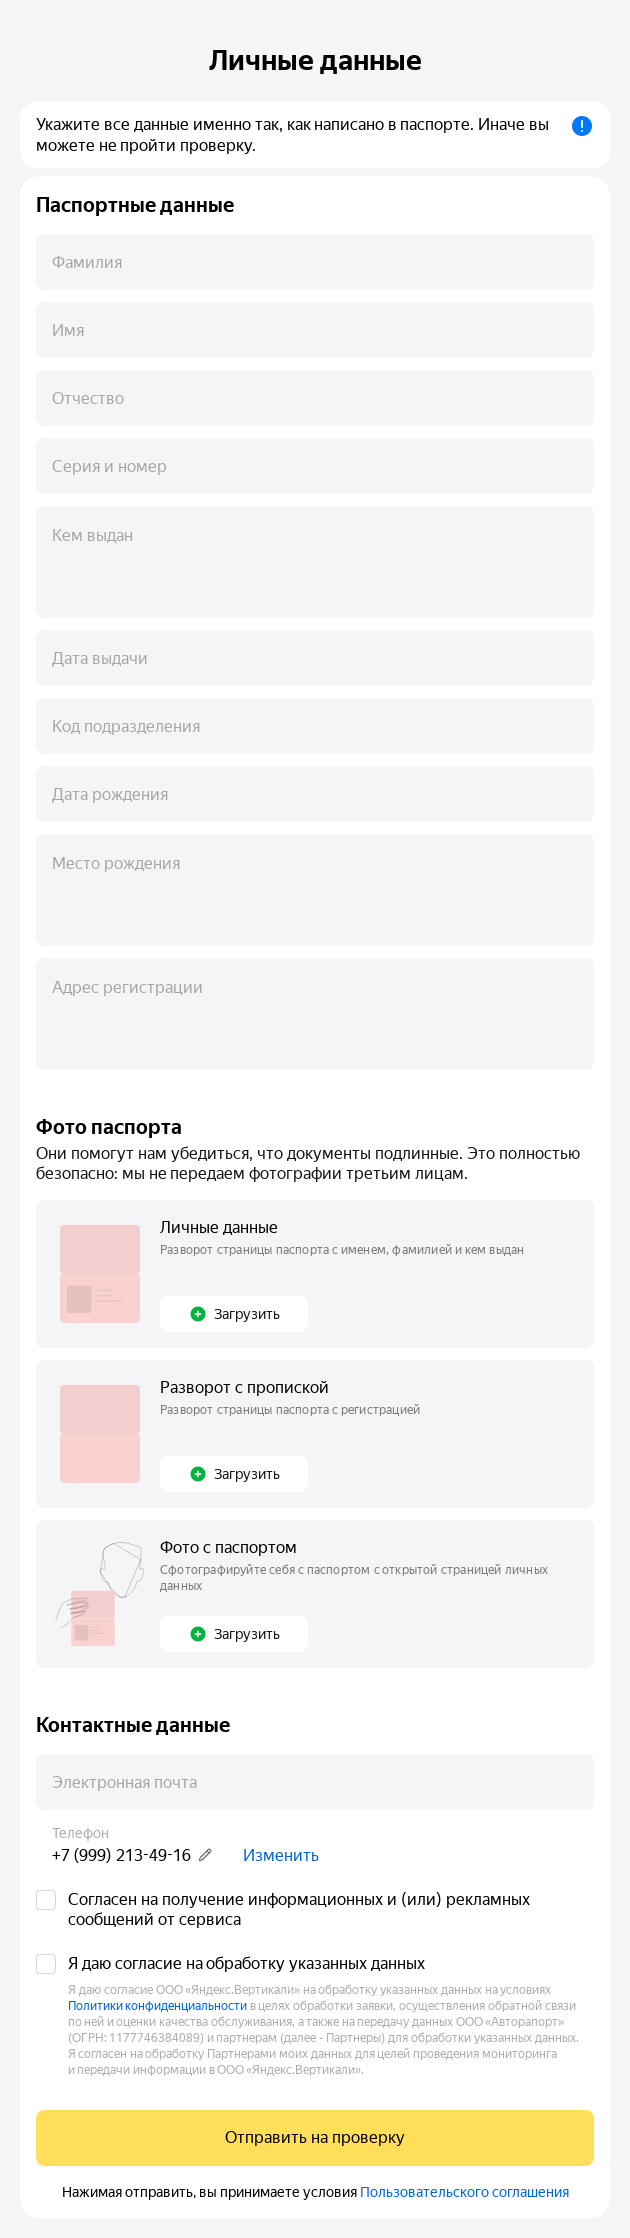 Личные данные
Укажите все данные именно так, как написано в паспорте. Иначе вы
можете не пройти проверку.
Паспортные данные
Фамилия
Имя
Отчество
Серия и номер
Кем выдан
Дата выдачи
Код подразделения
Дата рождения
Место рождения
Адрес регистрации
Фото паспорта
Они помогут нам убедиться, что документы подлинные. Это полностью
безопасно: мы не передаем фотографии третьим лицам.
Личные данные
Разворот страницы паспорта с именем, фамилией и кем выдан
Загрузить
Разворот с пропиской
Разворот страницы паспорта с регистрацией
Загрузить
Фото с паспортом
Сфотографируйте себя с паспортом с открытой страницей личных
данных
Загрузить
Контактные данные
Электронная почта
Телефон
+7 (999) 213-49-16 Изменить
Согласен на получение информационных и (или) рекламных
сообщений от сервиса
Я даю согласие на обработку указанных данных
Я даю согласие ООО «Яндекс.Вертикали» на обработку указанных данных на условиях
Политики конфиденциальности в целях обработки заявки, осуществления обратной связи
по ней и оценки качества обслуживания, а также на передачу данных ООО «Авторапорт»
(ОГРН: 1177746384089) и партнерам (далее - Партнеры) для обработки указанных данных.
Я согласен на обработку Партнерами моих данных для целей проведения мониторинга
и передачи информации в ООО «Яндекс.Вертикали».
Отправить на проверку
Нажимая отправить, вы принимаете условия Пользовательского соглашения